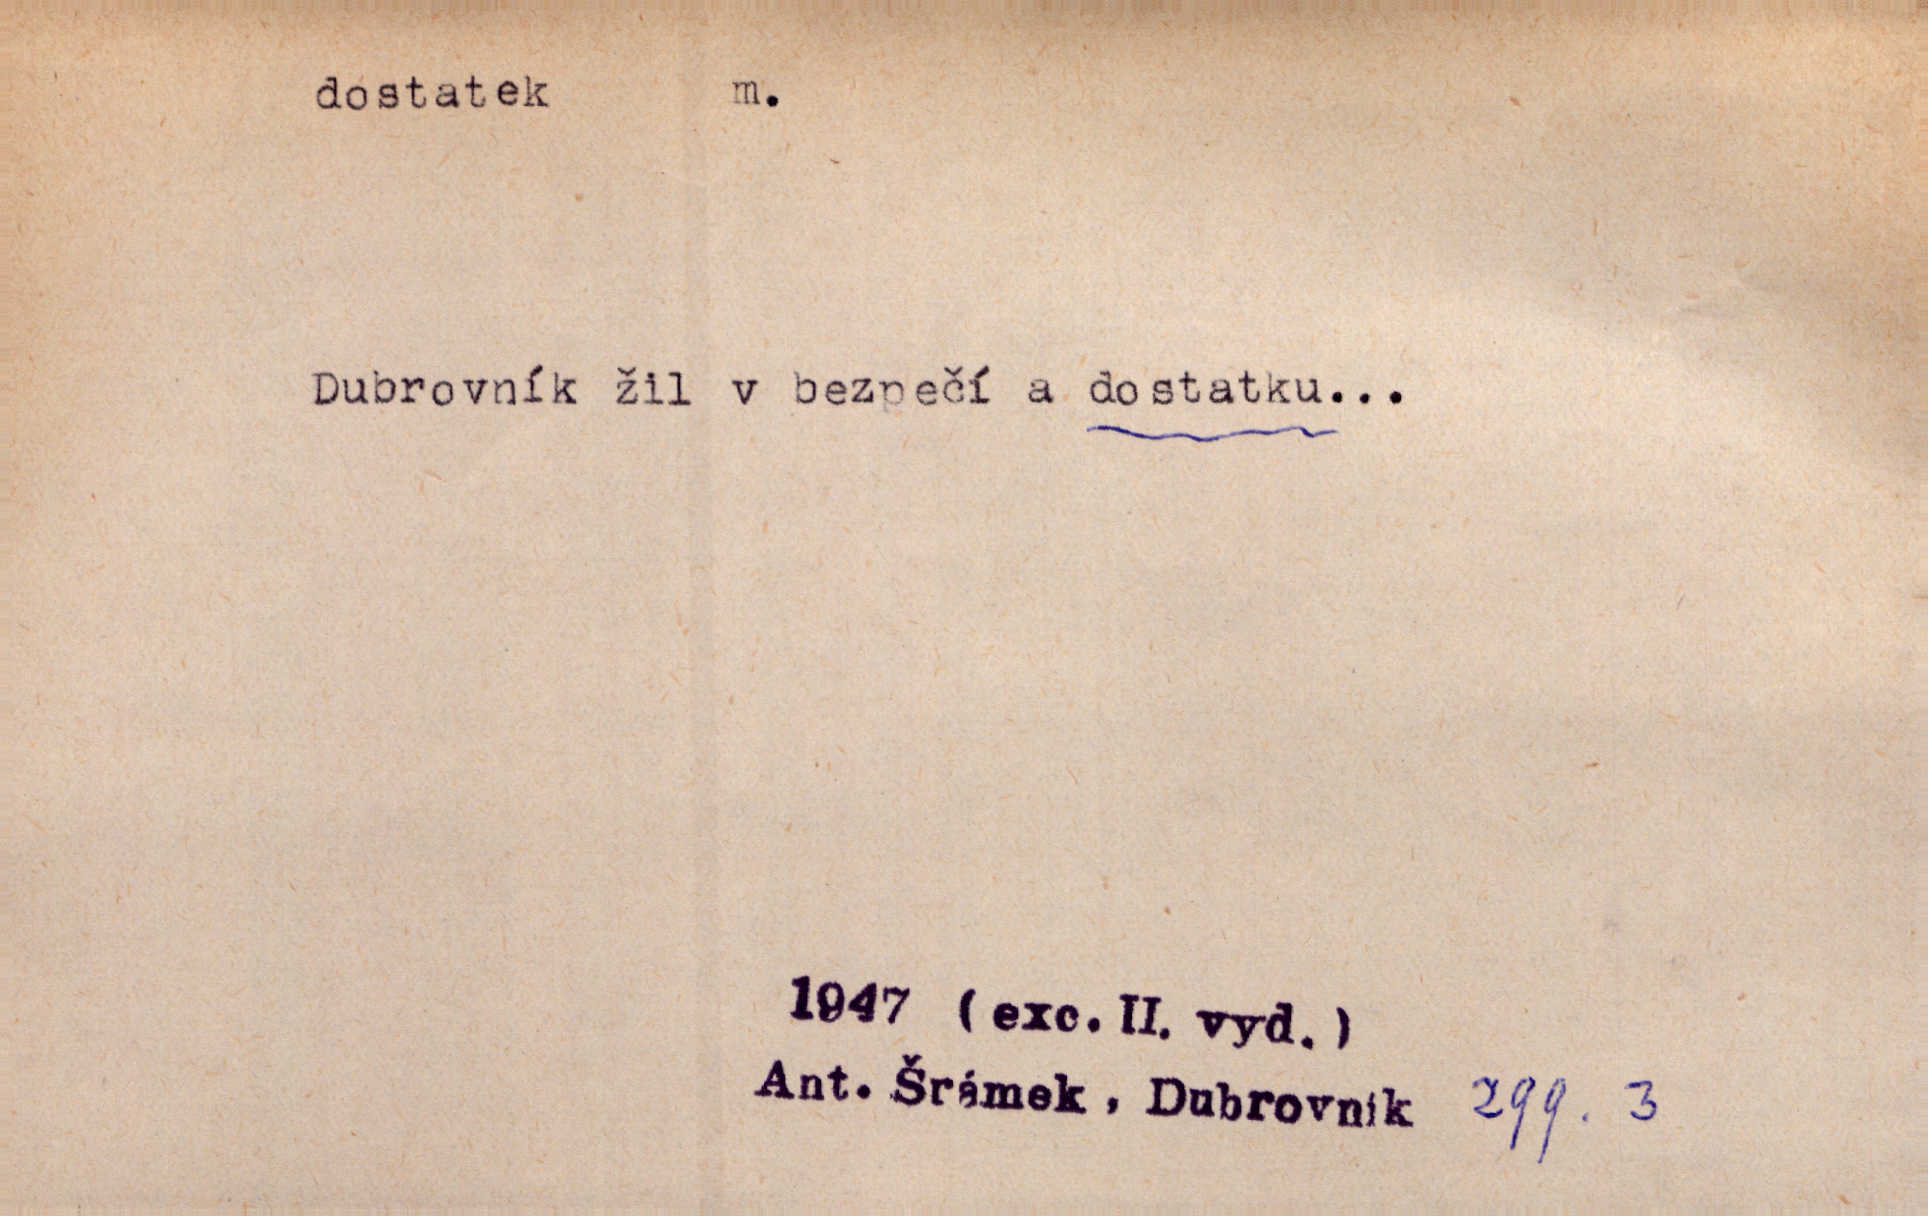 dostatek m.
Dubrovník žil v bezpečí a dostatku...
1947 (exc. II. vyd.)
Ant. Šrámek, Dubrovnik 299. 3